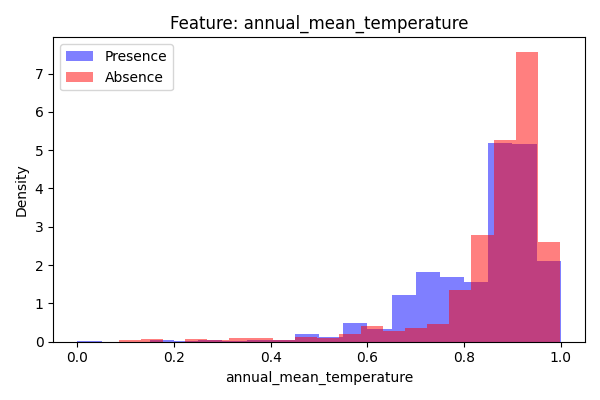 Feature: annual_mean_temperature
Presence
Absence
Density
7
6
5
4
3
2
1
0
0.0 0.2 0.4 0.6 0.8 1.0
annual_mean_temperature